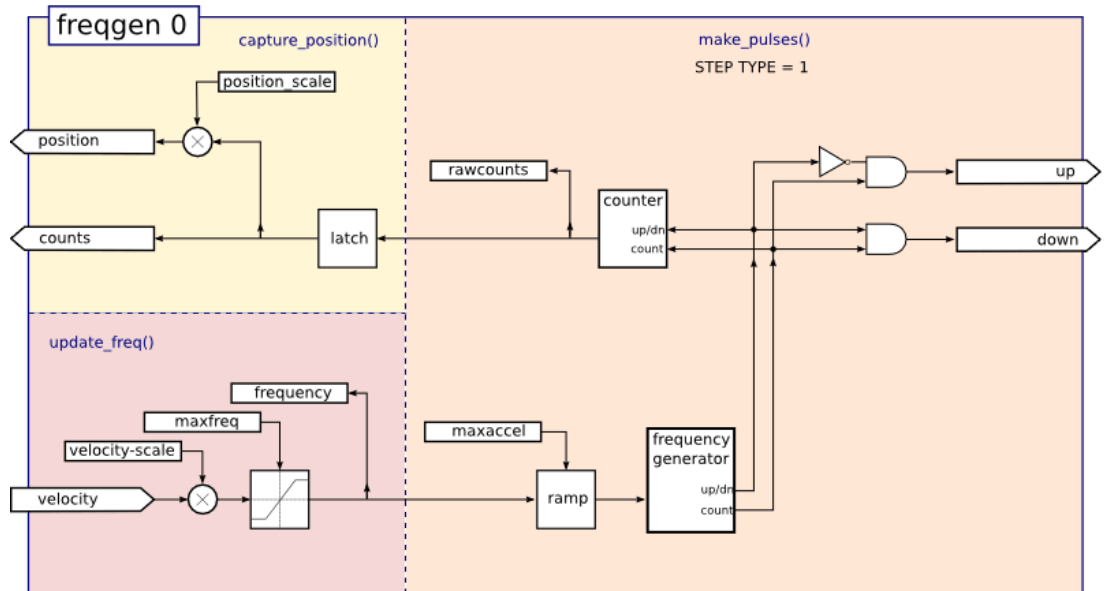 freqgen 0
capture_position()
make_pulses()
STEP TYPE = 1
position_scale
position
rawcounts
up
counter
up/dn
count
counts
latch
down
update_freq()
frequency
maxfreq
maxaccel
velocity-scale
frequency
generator
velocity
ramp
up/dn
count